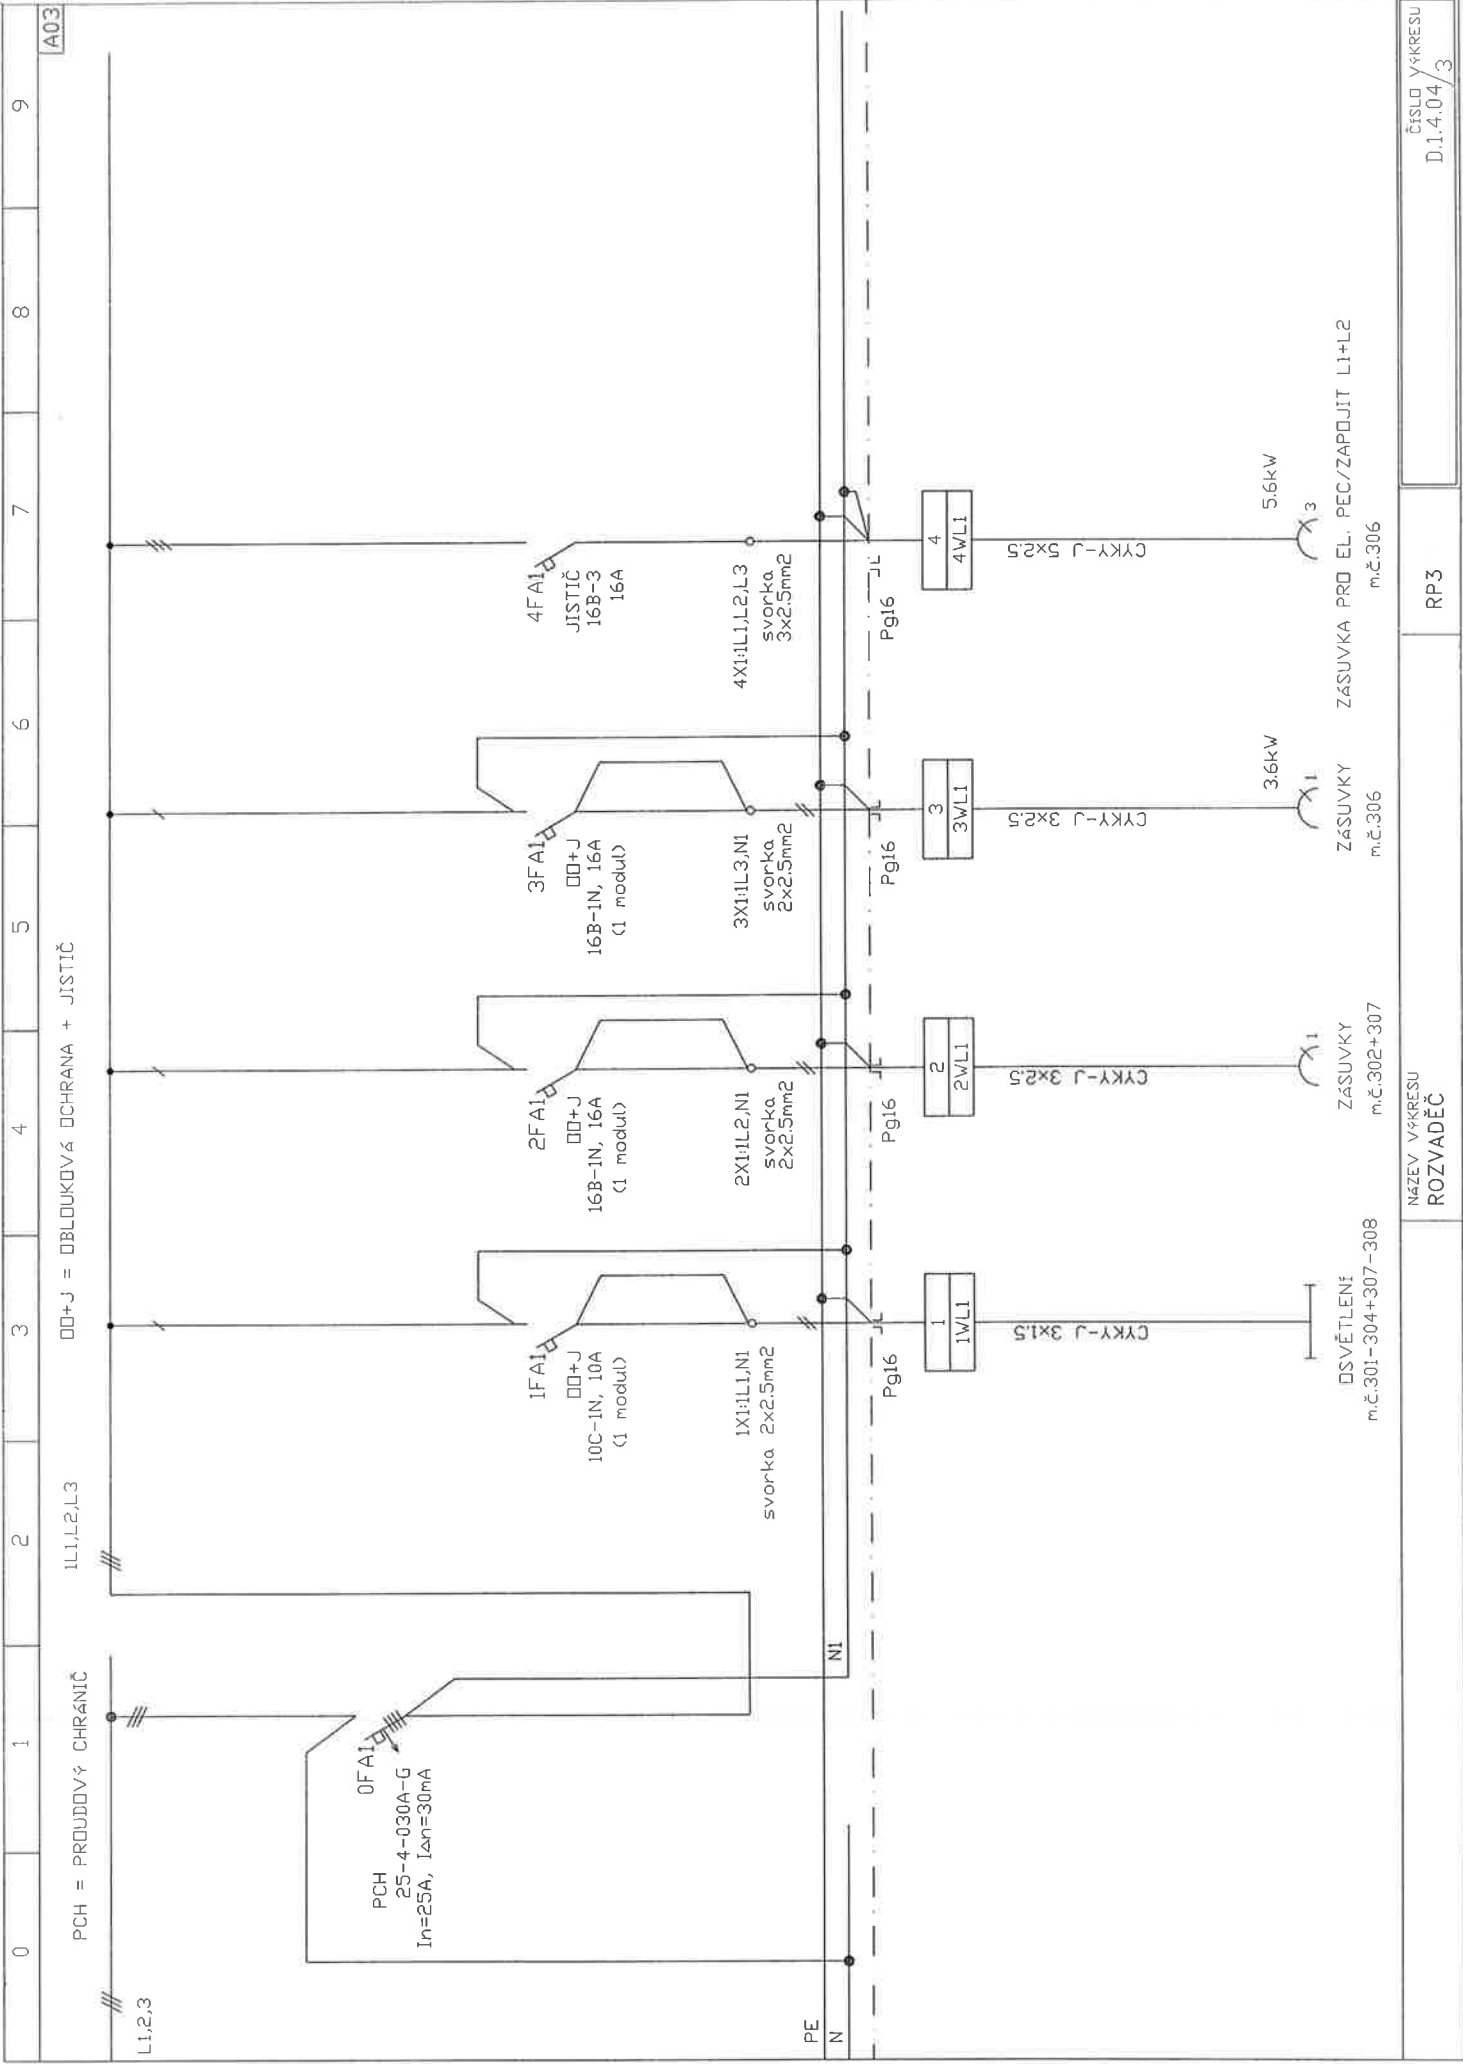 0 1 2 3 4 5 6 7 8 9
A03
PCH = PROUDOVÝ CHRÁNIČ
OO+J = OBLOUKOVÁ OCHRANA + JISTIČ
L1,2,3
1L1,L2,L3
0FA1
PCH
25-4-030A-G
In=25A, IΔn=30mA
1FA1
OO+J
10C-1N, 10A
(1 modul)
2FA1
OO+J
16B-1N, 16A
(1 modul)
3FA1
OO+J
16B-1N, 16A
(1 modul)
4FA1
JISTIČ
16B-3
16A
1X1:1L1,N1
svorka 2x2.5mm2
2X1:1L2,N1
svorka
2x2.5mm2
3X1:1L3,N1
svorka
2x2.5mm2
4X1:1L1,L2,L3
svorka
3x2.5mm2
PE
N
N1
Pg16
Pg16
Pg16
Pg16
1
1WL1
2
2WL1
3
3WL1
4
4WL1
CYKY-J 3x1.5
CYKY-J 3x2.5
CYKY-J 3x2.5
CYKY-J 5x2.5
3.6kW
5.6kW
1
1
3
OSVĚTLENÍ
m.č.301-304+307-308
ZÁSUVKY
m.č.302+307
ZÁSUVKY
m.č.306
ZÁSUVKA PRO EL. PEC/ZAPOJIT L1+L2
m.č.306
NÁZEV VÝKRESU
ROZVADĚČ
RP3
ČÍSLO VÝKRESU
D.1.4.04/3